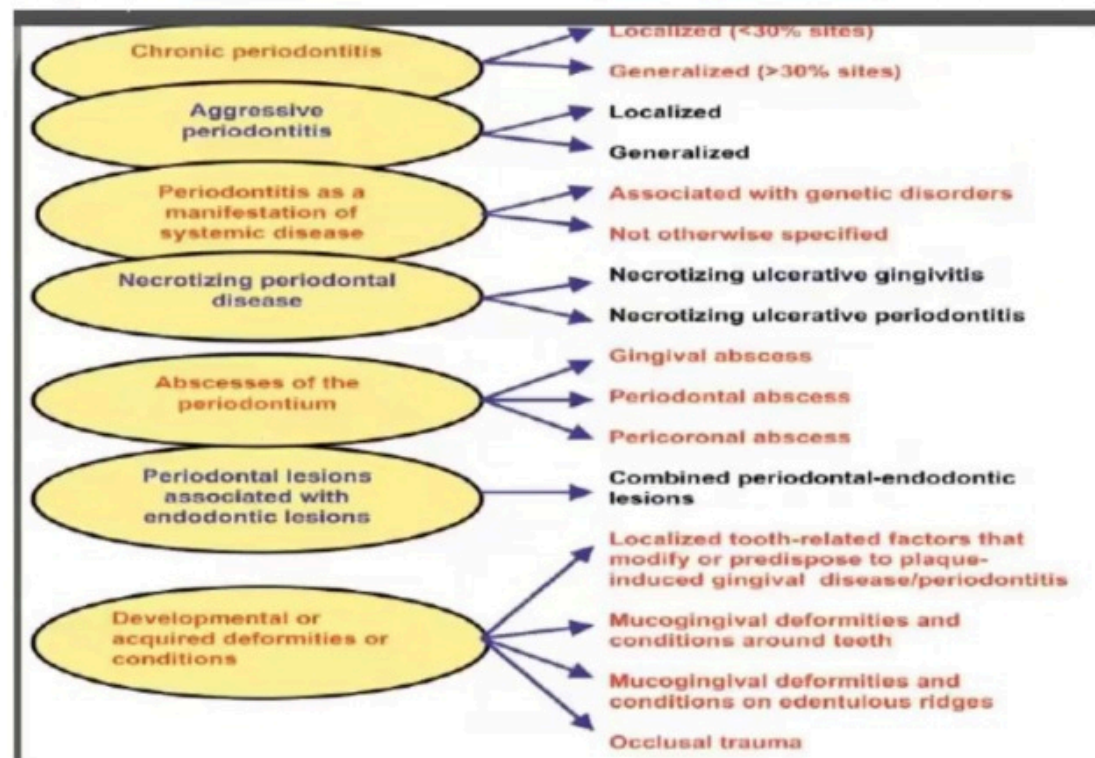 Chronic periodontitis
Localized (<30% sites)
Generalized (>30% sites)
Aggressive
periodontitis
Localized
Generalized
Periodontitis as a
manifestation of
systemic disease
Associated with genetic disorders
Not otherwise specified
Necrotizing periodontal
disease
Necrotizing ulcerative gingivitis
Necrotizing ulcerative periodontitis
Abscesses of the
periodontium
Gingival abscess
Periodontal abscess
Pericoronal abscess
Periodontal lesions
associated with
endodontic lesions
Combined periodontal-endodontic
lesions
Developmental or
acquired deformities or
conditions
Localized tooth-related factors that
modify or predispose to plaque-
induced gingival disease/periodontitis
Mucogingival deformities and
conditions around teeth
Mucogingival deformities and
conditions on edentulous ridges
Occlusal trauma